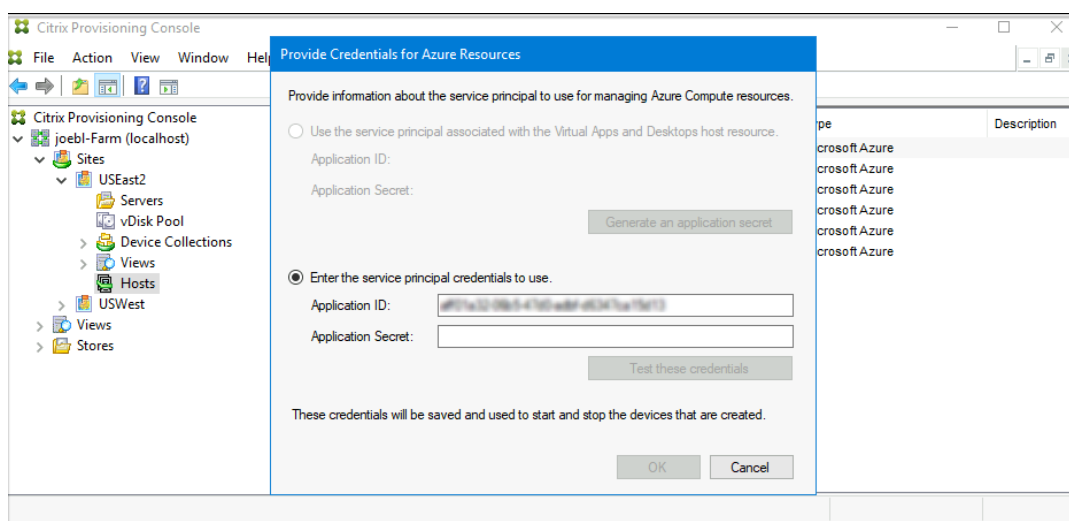 Citrix Provisioning Console
File Action View Window Hel
Provide Credentials for Azure Resources
Citrix Provisioning Console
joebl-Farm (localhost)
Sites
USEast2
Servers
vDisk Pool
Device Collections
Views
Hosts
USWest
Views
Stores
Provide information about the service principal to use for managing Azure Compute resources.
Use the service principal associated with the Virtual Apps and Desktops host resource.
Application ID:
Application Secret:
Generate an application secret
Enter the service principal credentials to use.
Application ID:
Application Secret:
Test these credentials
These credentials will be saved and used to start and stop the devices that are created.
OK Cancel
pe Description
crosoft Azure
crosoft Azure
crosoft Azure
crosoft Azure
crosoft Azure
crosoft Azure